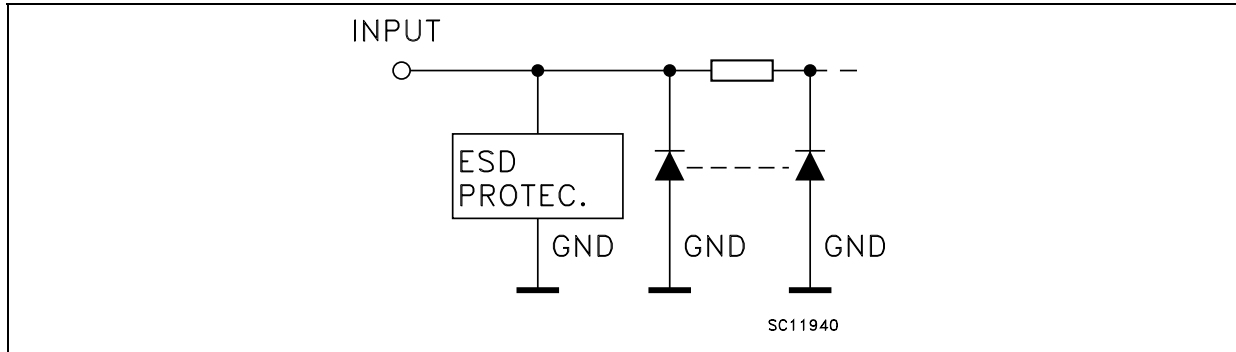 INPUT
ESD
PROTEC.
GND
GND
GND
SC11940